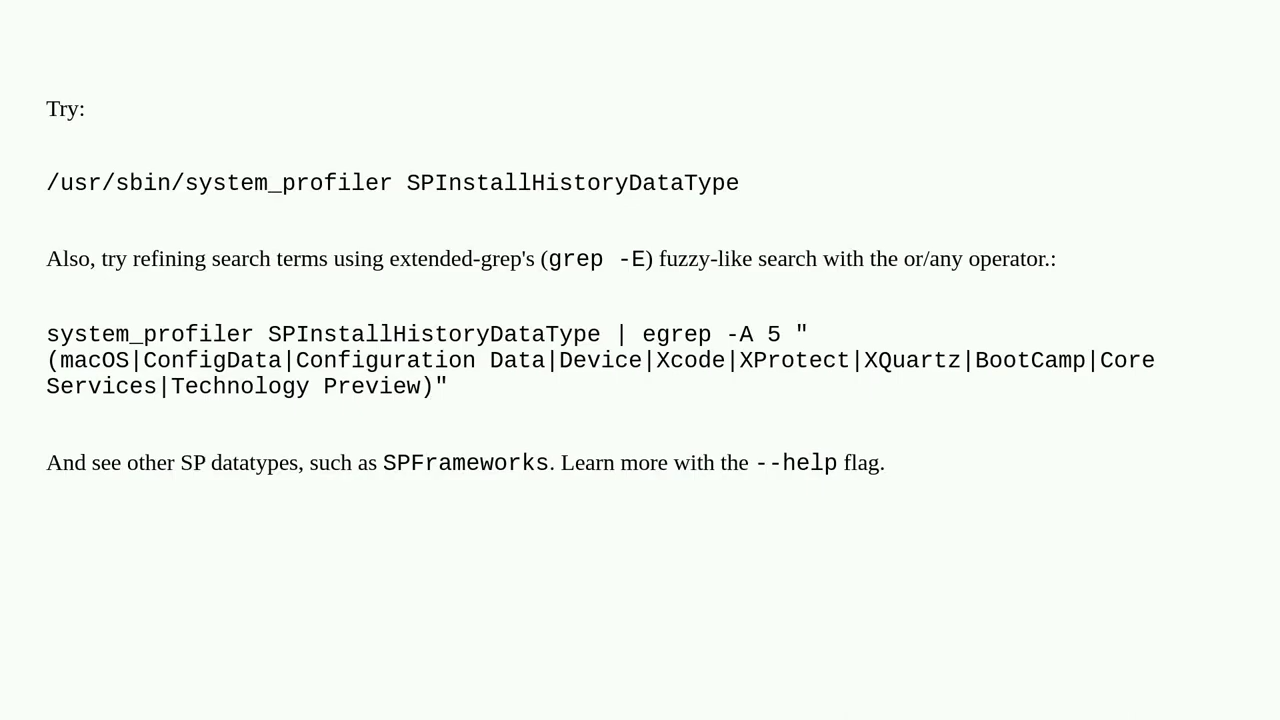 Try:
/usr/sbin/system_profiler SPInstallHistoryDataType
Also, try refining search terms using extended-grep's (grep -E) fuzzy-like search with the or/any operator.:
system_profiler SPInstallHistoryDataType | egrep -A 5 "
(macOS|ConfigData|Configuration Data|Device|Xcode|XProtect|XQuartz|BootCamp|Core
Services|Technology Preview)"
And see other SP datatypes, such as SPFrameworks. Learn more with the --help flag.